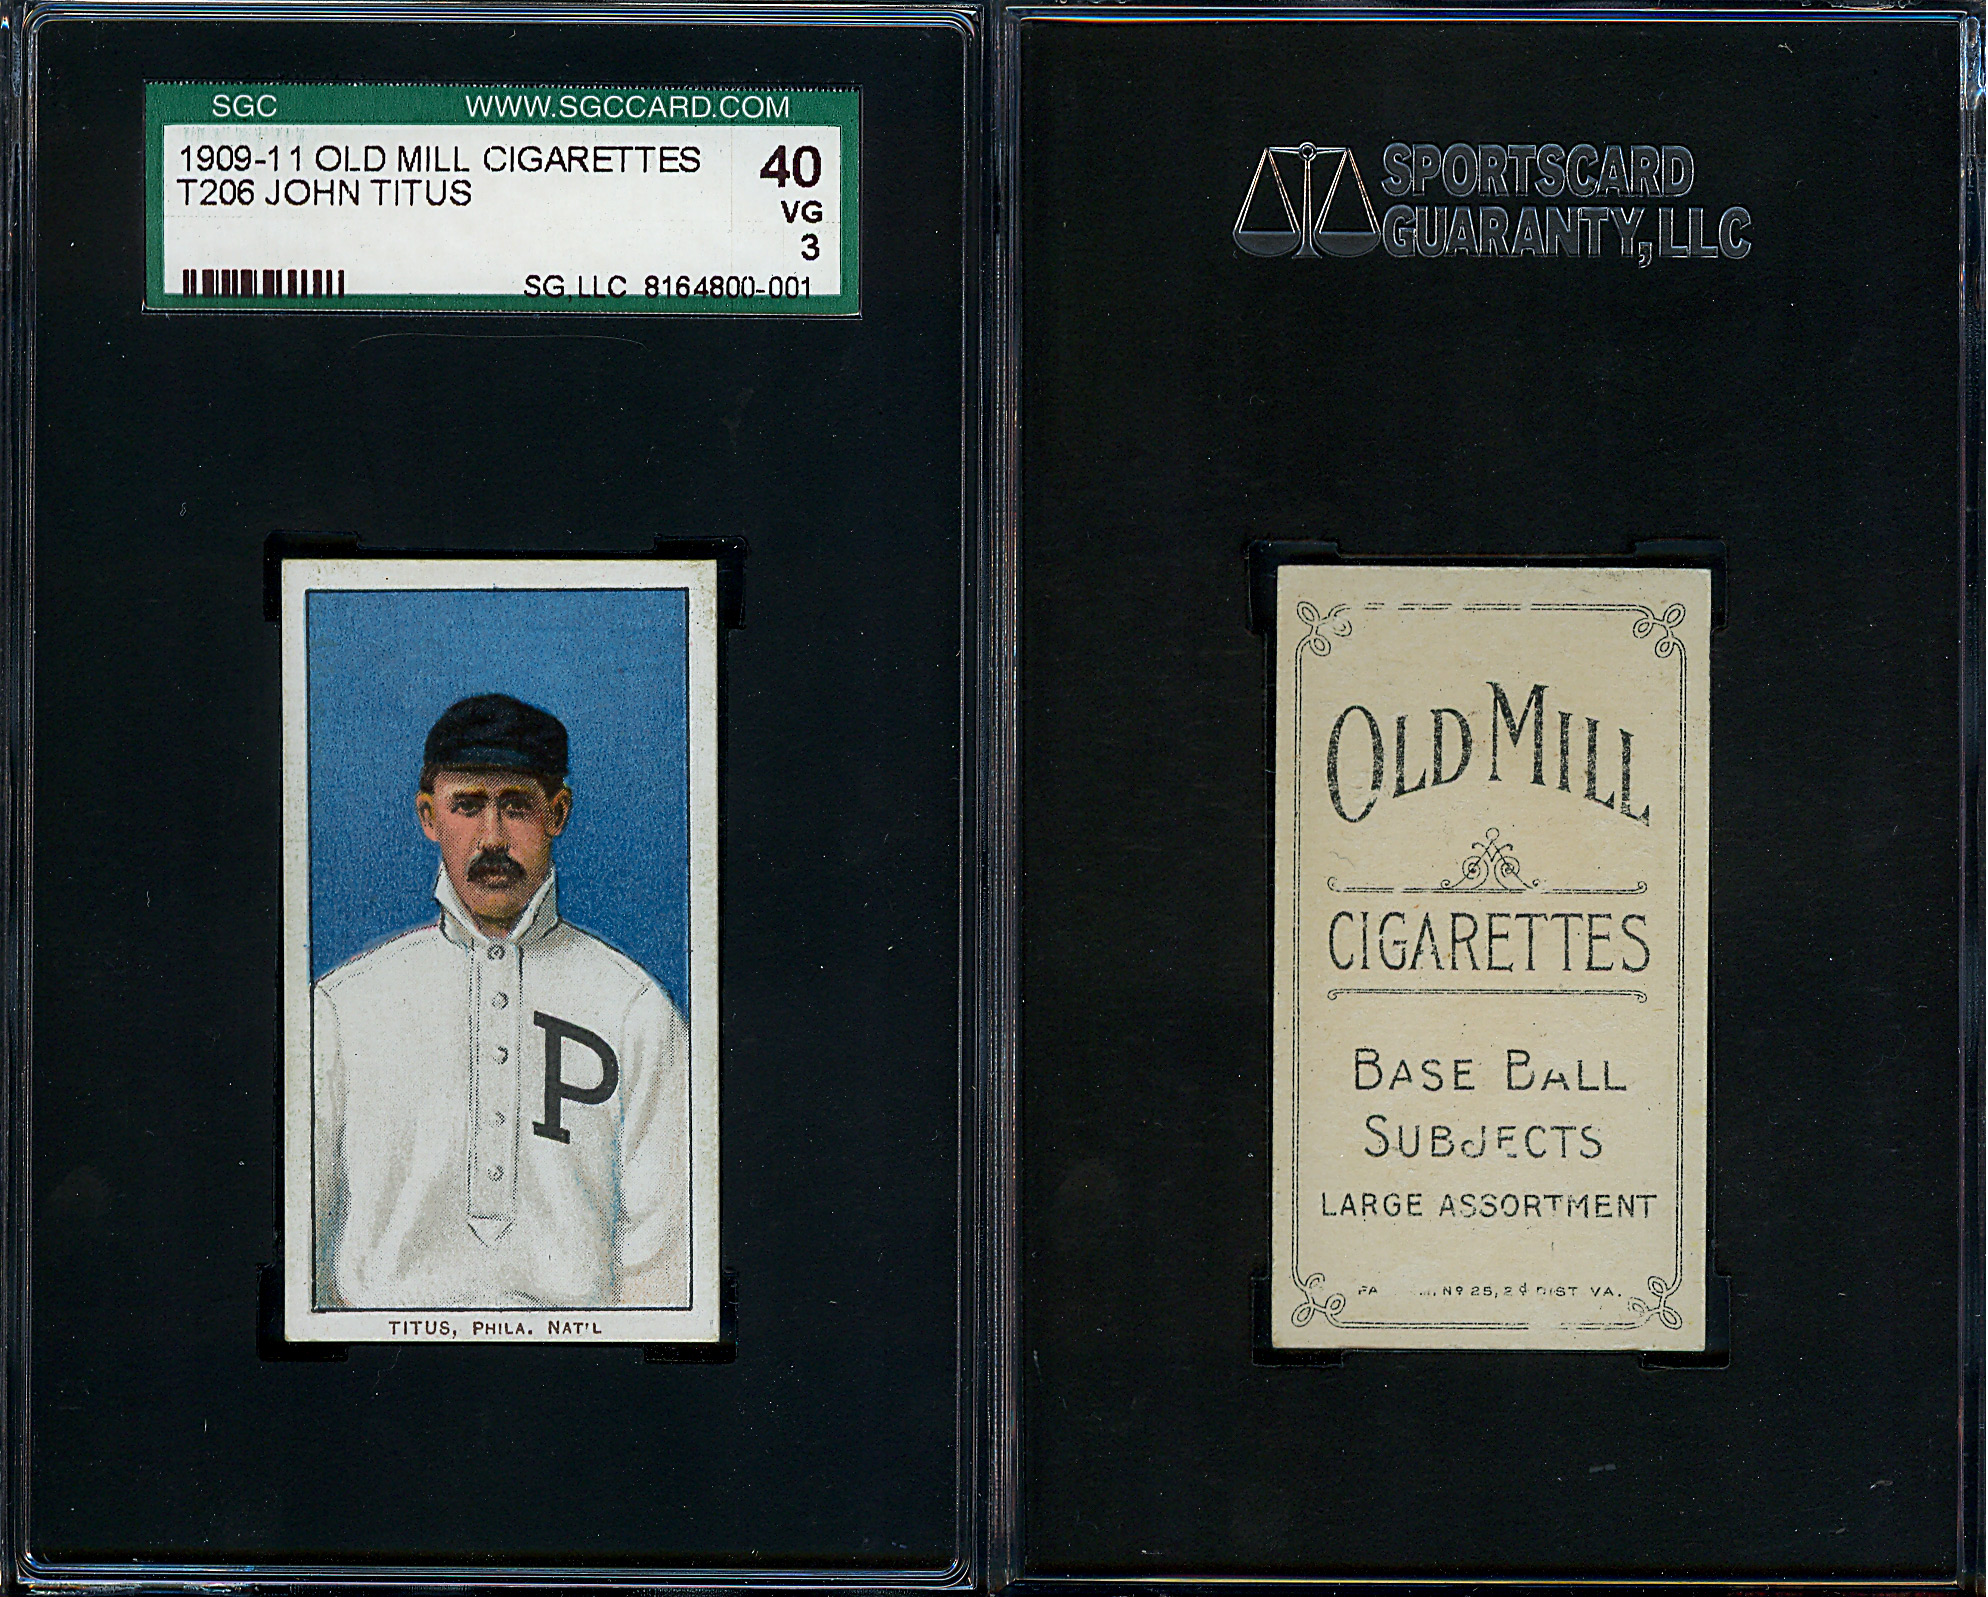 SGC WWW.SGCCARD.COM
1909-11 OLD MILL CIGARETTES 40
T206 JOHN TITUS VG
3
SG,LLC 8164800-001
P
TITUS, PHILA. NAT'L
SPORTSCARD
GUARANTY, LLC
OLD MILL
CIGARETTES
BASE BALL
SUBJECTS
LARGE ASSORTMENT
Nº 25, 2d DIST VA.